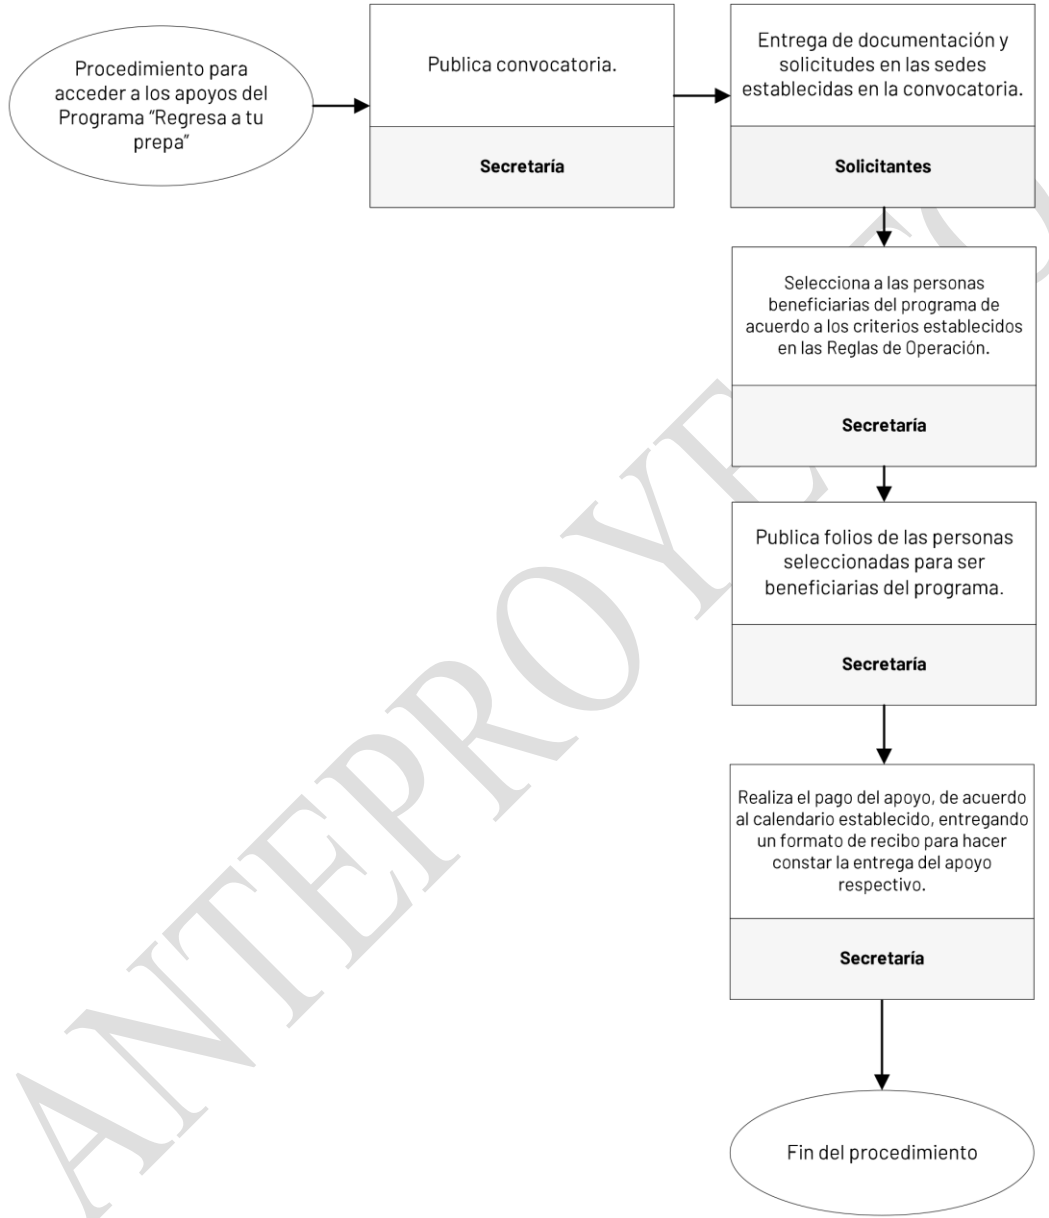 Procedimiento para
acceder a los apoyos del
Programa "Regresa a tu
prepa"
Publica convocatoria.
Secretaría
Entrega de documentación y
solicitudes en las sedes
establecidas en la convocatoria.
Solicitantes
Selecciona a las personas
beneficiarias del programa de
acuerdo a los criterios establecidos
en las Reglas de Operación.
Secretaría
Publica folios de las personas
seleccionadas para ser
beneficiarias del programa.
Secretaría
Realiza el pago del apoyo, de acuerdo
al calendario establecido, entregando
un formato de recibo para hacer
constar la entrega del apoyo
respectivo.
Secretaría
Fin del procedimiento
ANTEPROYECTO